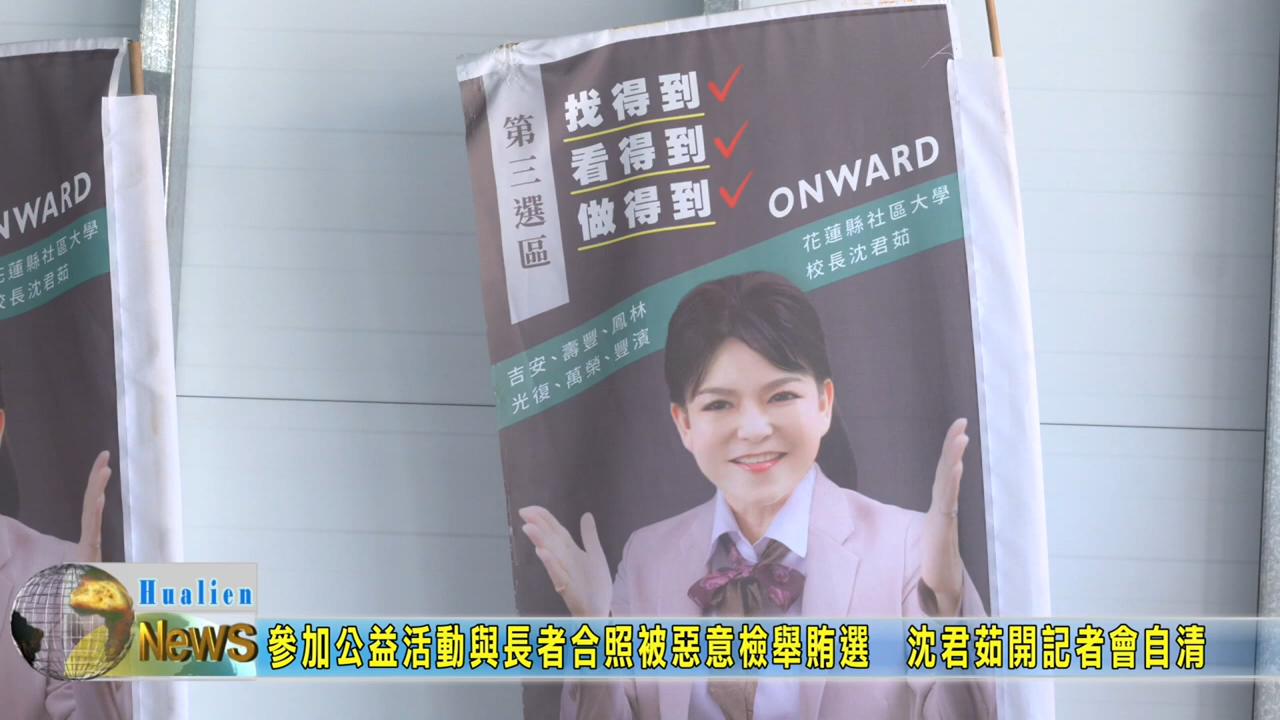 NWARD
花蓮縣社區大學
校長沈君茹
第三選區
找得到
看得到
做得到
ONWARD
花蓮縣社區大學
校長沈君茹
吉安、壽豐、鳳林
光復、萬榮、豐濱
Hualien
News
參加公益活動與長者合照被惡意檢舉賄選 沈君茹開記者會自清